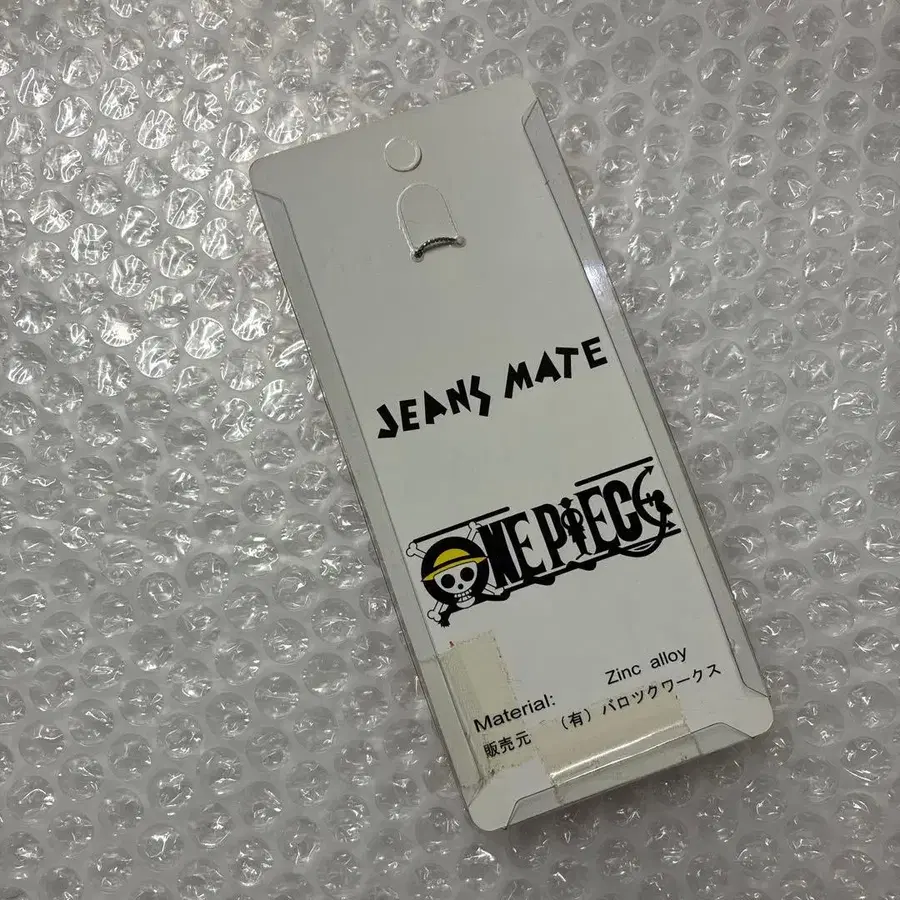 JEANS MATE
ONE PIECE
Material: Zinc alloy
販売元 （有）バロックワークス